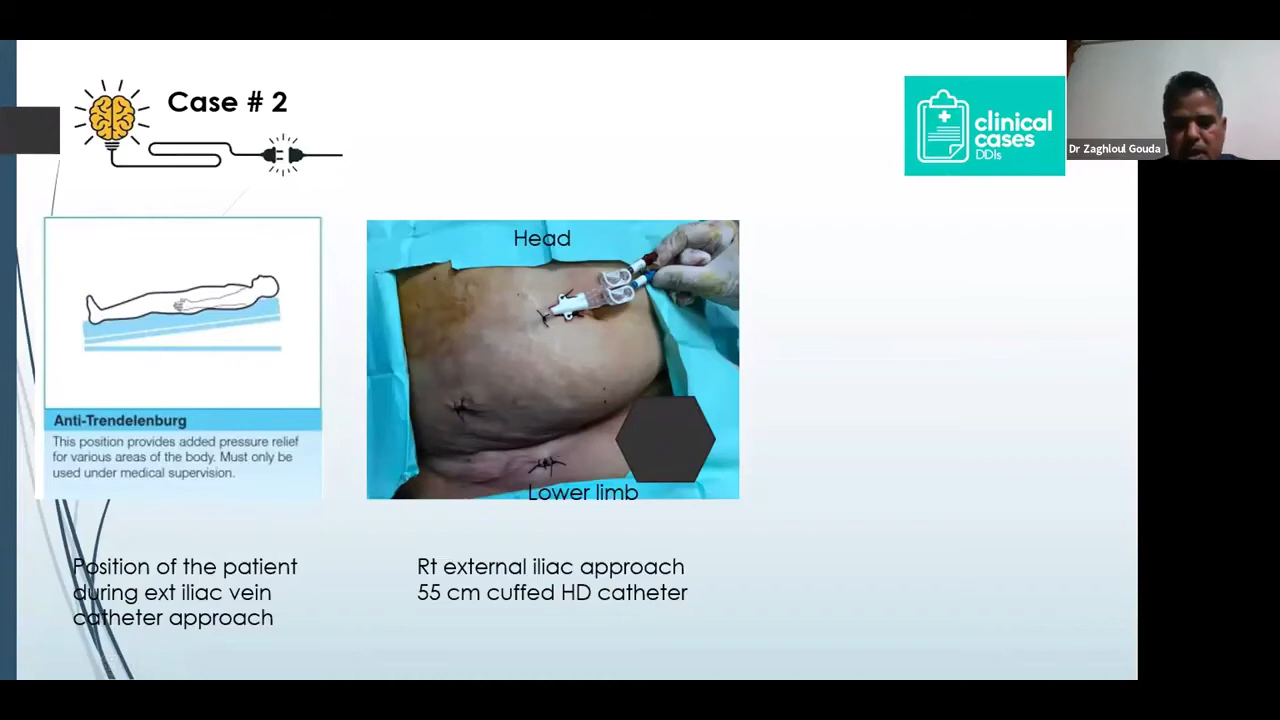 Case # 2
clinical
cases
DDIs
Dr Zaghloul Gouda
Head
Anti-Trendelenburg
This position provides added pressure relief
for various areas of the body. Must only be
used under medical supervision.
Lower limb
Position of the patient
during ext iliac vein
catheter approach
Rt external iliac approach
55 cm cuffed HD catheter